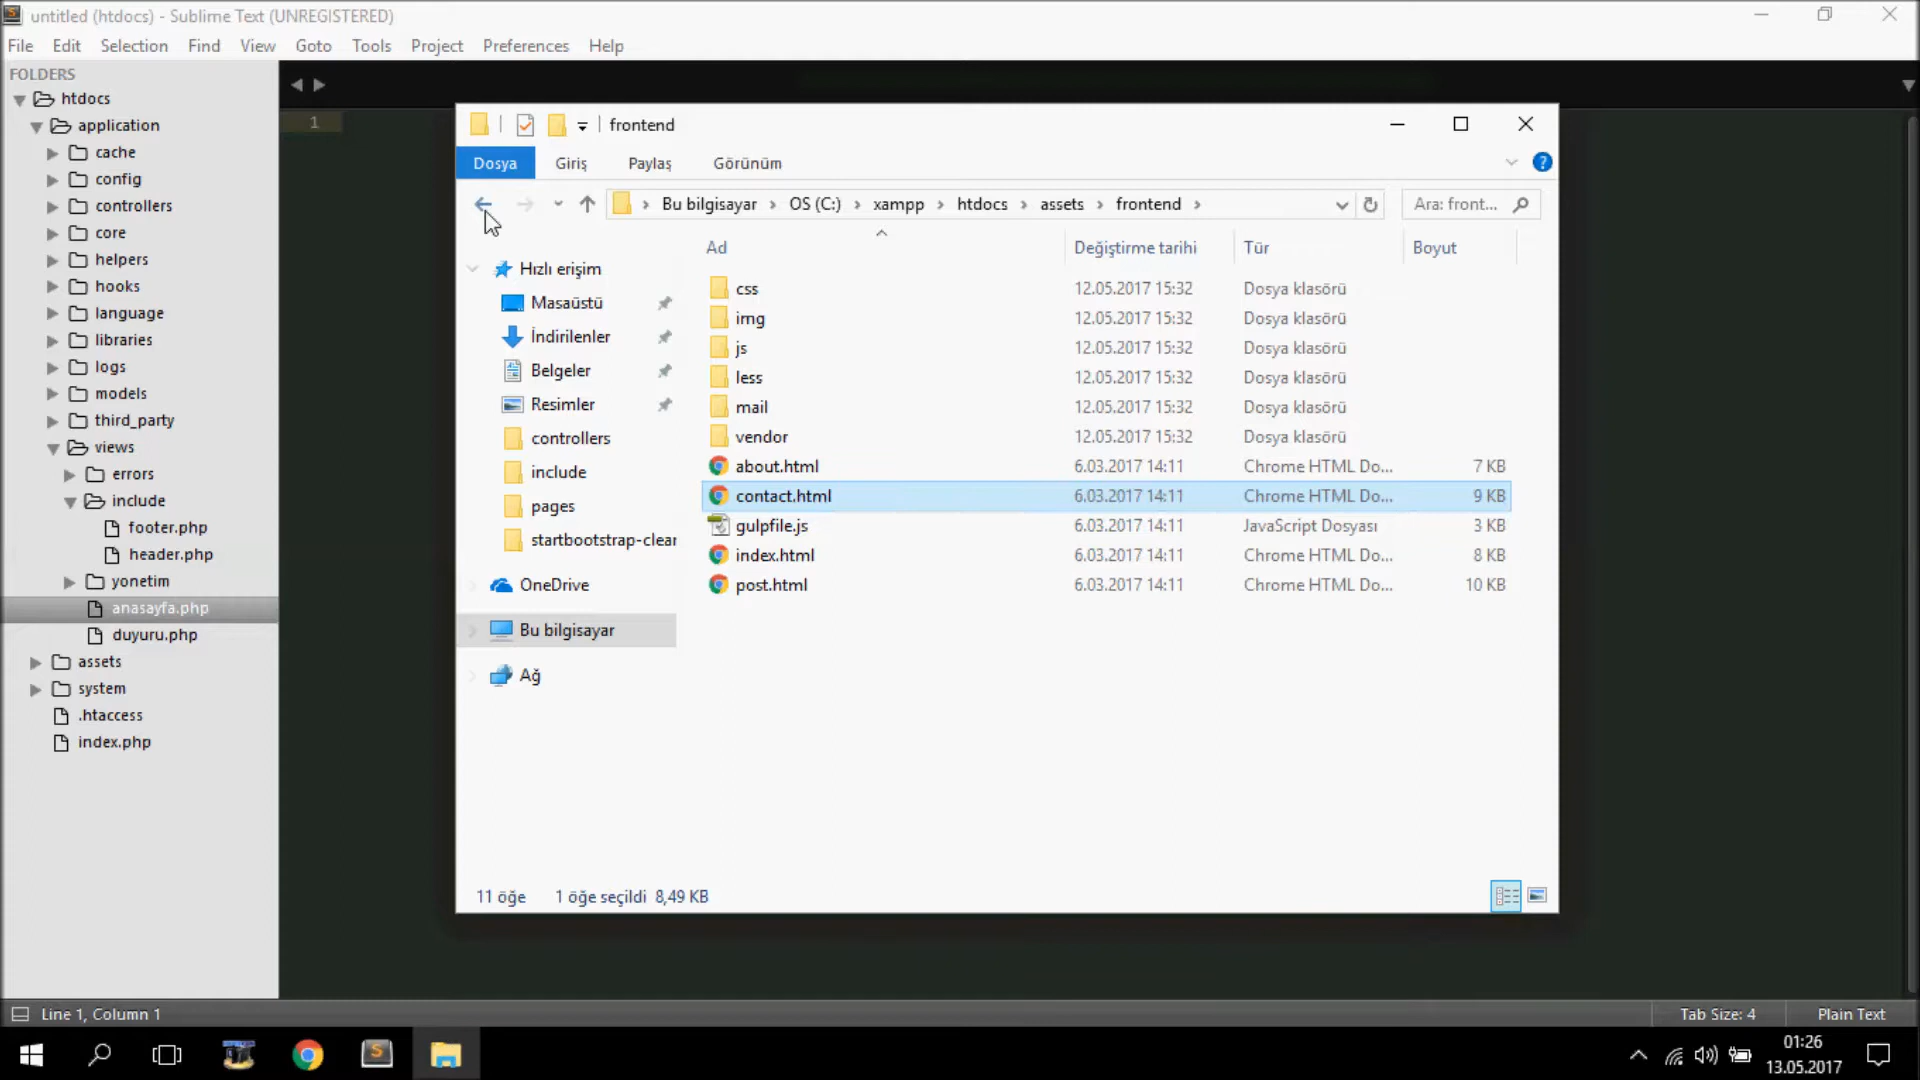 untitled (htdocs) - Sublime Text (UNREGISTERED)
File Edit Selection Find View Goto Tools Project Preferences Help
FOLDERS
htdocs
application
cache
config
controllers
core
helpers
hooks
language
libraries
logs
models
third_party
views
errors
include
footer.php
header.php
yonetim
anasayfa.php
duyuru.php
assets
system
.htaccess
index.php
1
frontend
Dosya Giriş Paylaş Görünüm
Bu bilgisayar OS (C:) xampp htdocs assets frontend
Ara: front...
Hızlı erişim
Masaüstü
İndirilenler
Belgeler
Resimler
controllers
include
pages
startbootstrap-clear
OneDrive
Bu bilgisayar
Ağ
Ad Değiştirme tarihi Tür Boyut
css 12.05.2017 15:32 Dosya klasörü
img 12.05.2017 15:32 Dosya klasörü
js 12.05.2017 15:32 Dosya klasörü
less 12.05.2017 15:32 Dosya klasörü
mail 12.05.2017 15:32 Dosya klasörü
vendor 12.05.2017 15:32 Dosya klasörü
about.html 6.03.2017 14:11 Chrome HTML Do... 7 KB
contact.html 6.03.2017 14:11 Chrome HTML Do... 9 KB
gulpfile.js 6.03.2017 14:11 JavaScript Dosyası 3 KB
index.html 6.03.2017 14:11 Chrome HTML Do... 8 KB
post.html 6.03.2017 14:11 Chrome HTML Do... 10 KB
11 öğe 1 öğe seçildi 8,49 KB
Line 1, Column 1
Tab Size: 4 Plain Text
01:26
13.05.2017